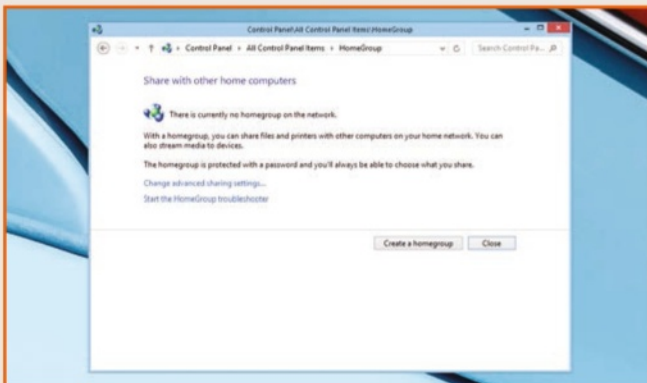 Control Panel\All Control Panel Items\HomeGroup
Control Panel All Control Panel Items HomeGroup
Search Control Pa...
Share with other home computers
There is currently no homegroup on the network.
With a homegroup, you can share files and printers with other computers on your home network. You can
also stream media to devices.
The homegroup is protected with a password and you'll always be able to choose what you share.
Change advanced sharing settings...
Start the HomeGroup troubleshooter
Create a homegroup Close